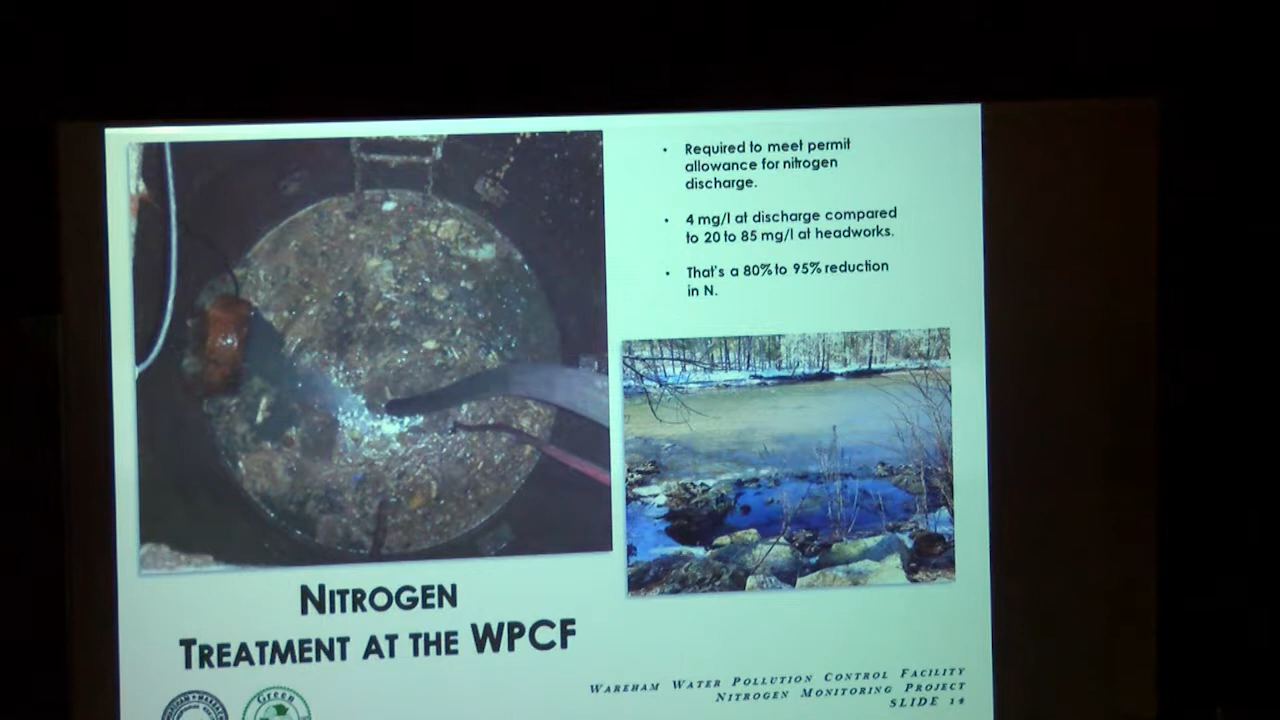 • Required to meet permit
allowance for nitrogen
discharge.
• 4 mg/l at discharge compared
to 20 to 85 mg/l at headworks.
• That's a 80% to 95% reduction
in N.
NITROGEN
TREATMENT AT THE WPCF
Green
WAREHAM WATER POLLUTION CONTROL FACILITY
NITROGEN MONITORING PROJECT
SLIDE